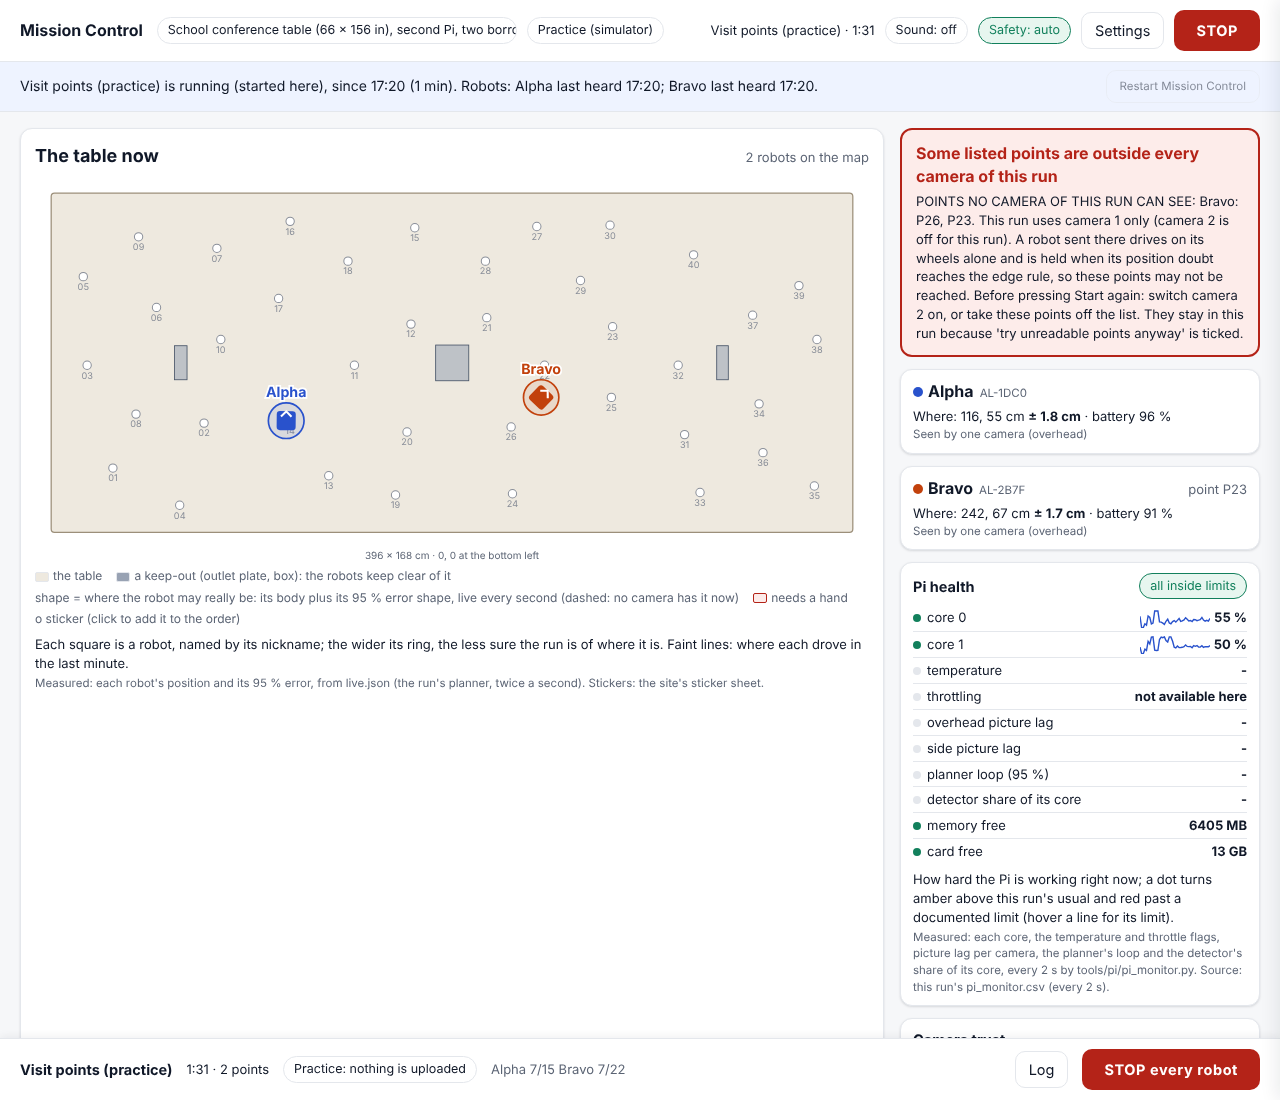 Mission Control
School conference table (66 × 156 in), second Pi, two borro
Practice (simulator)
Visit points (practice) · 1:31
Sound: off
Safety: auto
Settings
STOP
Visit points (practice) is running (started here), since 17:20 (1 min). Robots: Alpha last heard 17:20; Bravo last heard 17:20.
Restart Mission Control
The table now
2 robots on the map
16
15
27
30
09
07
40
18
28
05
29
39
17
06
37
21
12
23
10
38
03
11
32
Bravo
Alpha
25
34
08
02
14
20
26
31
36
01
13
35
19
24
33
04
396 × 168 cm · 0, 0 at the bottom left
the table
a keep-out (outlet plate, box): the robots keep clear of it
shape = where the robot may really be: its body plus its 95 % error shape, live every second (dashed: no camera has it now)
needs a hand
o sticker (click to add it to the order)
Each square is a robot, named by its nickname; the wider its ring, the less sure the run is of where it is. Faint lines: where each drove in
the last minute.
Measured: each robot's position and its 95 % error, from live.json (the run's planner, twice a second). Stickers: the site's sticker sheet.
Some listed points are outside every
camera of this run
POINTS NO CAMERA OF THIS RUN CAN SEE: Bravo:
P26, P23. This run uses camera 1 only (camera 2 is
off for this run). A robot sent there drives on its
wheels alone and is held when its position doubt
reaches the edge rule, so these points may not be
reached. Before pressing Start again: switch camera
2 on, or take these points off the list. They stay in this
run because 'try unreadable points anyway' is ticked.
Alpha AL-1DC0
Where: 116, 55 cm ± 1.8 cm · battery 96 %
Seen by one camera (overhead)
Bravo AL-2B7F
point P23
Where: 242, 67 cm ± 1.7 cm · battery 91 %
Seen by one camera (overhead)
Pi health
all inside limits
core 0
55 %
core 1
50 %
temperature
-
throttling
not available here
overhead picture lag
-
side picture lag
-
planner loop (95 %)
-
detector share of its core
-
memory free
6405 MB
card free
13 GB
How hard the Pi is working right now; a dot turns
amber above this run's usual and red past a
documented limit (hover a line for its limit).
Measured: each core, the temperature and throttle flags,
picture lag per camera, the planner's loop and the detector's
share of its core, every 2 s by tools/pi/pi_monitor.py. Source:
this run's pi_monitor.csv (every 2 s).
Camera trust
Visit points (practice)
1:31 · 2 points
Practice: nothing is uploaded
Alpha 7/15 Bravo 7/22
Log
STOP every robot